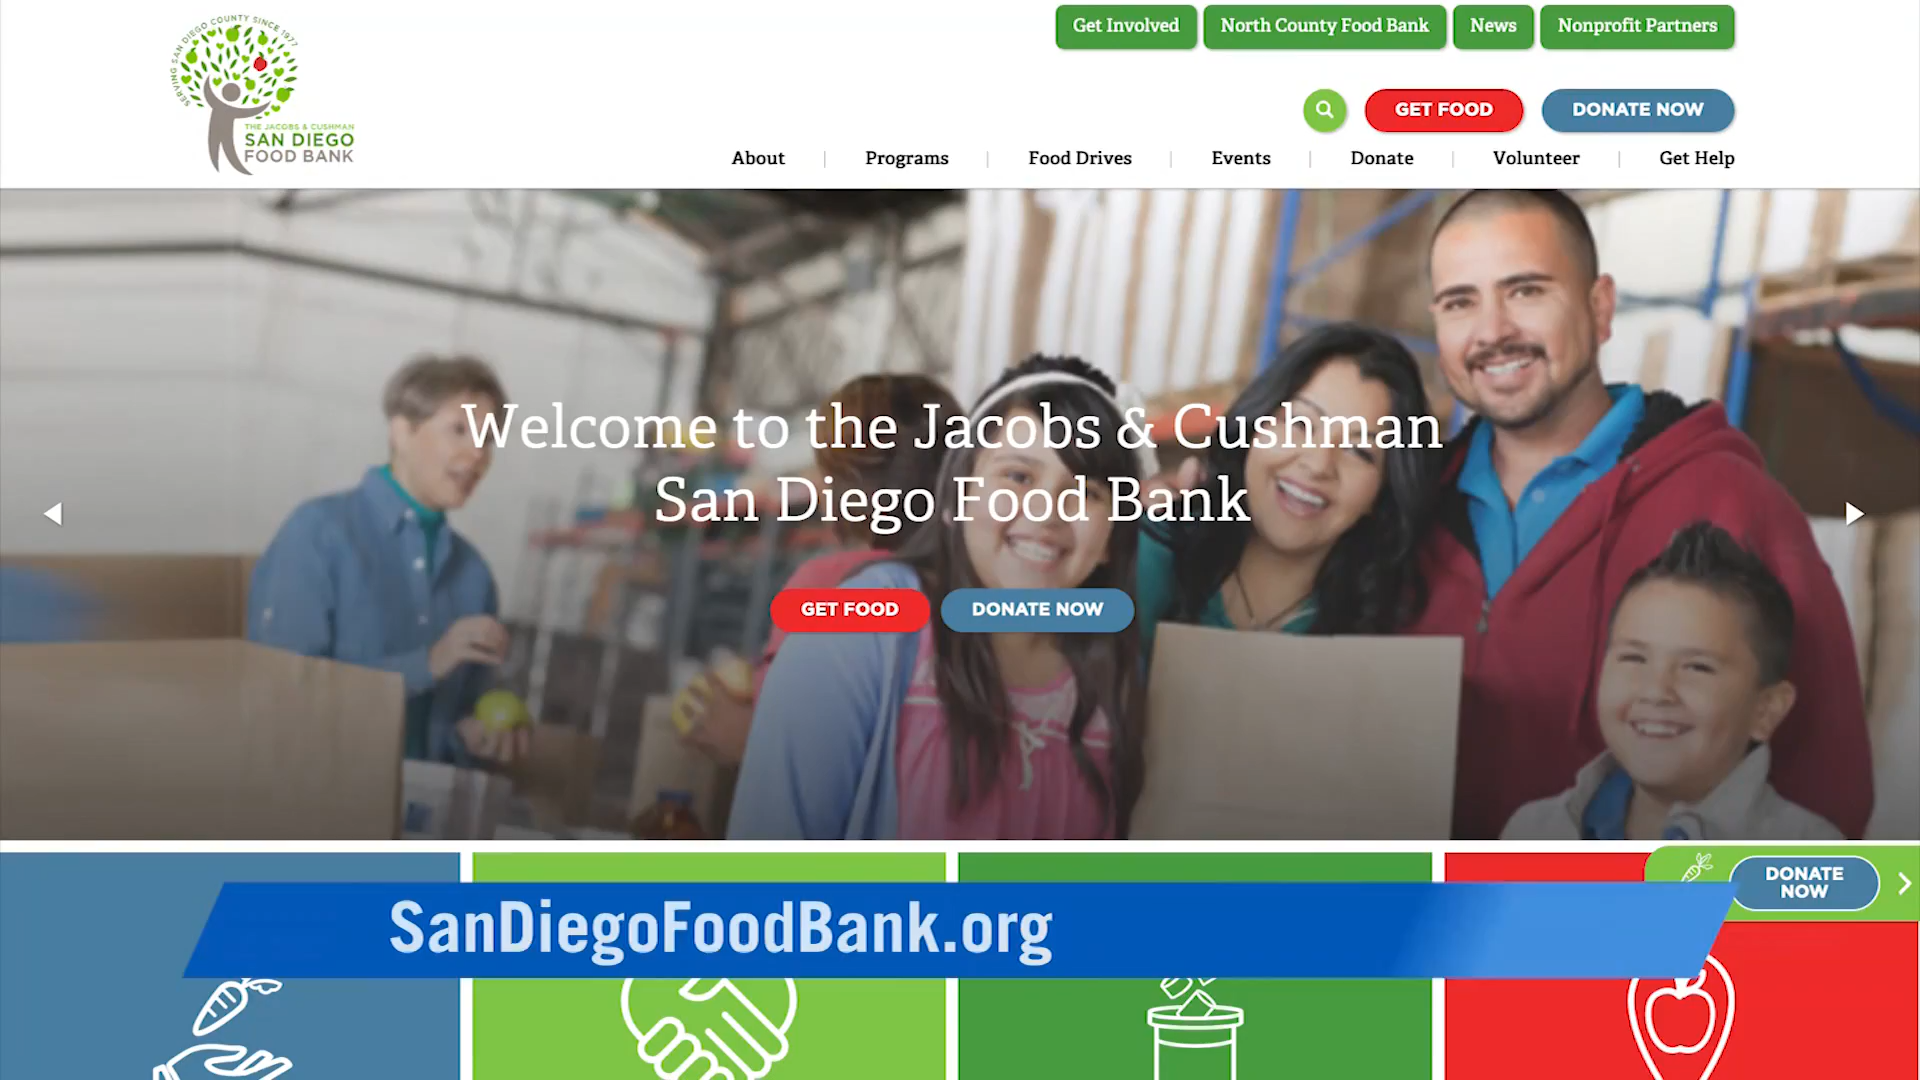 SERVING SAN DIEGO COUNTY SINCE 1977
THE JACOBS & CUSHMAN
SAN DIEGO
FOOD BANK
Get Involved
North County Food Bank
News
Nonprofit Partners
GET FOOD
DONATE NOW
About
Programs
Food Drives
Events
Donate
Volunteer
Get Help
Welcome to the Jacobs & Cushman
San Diego Food Bank
GET FOOD
DONATE NOW
DONATE
NOW
SanDiegoFoodBank.org